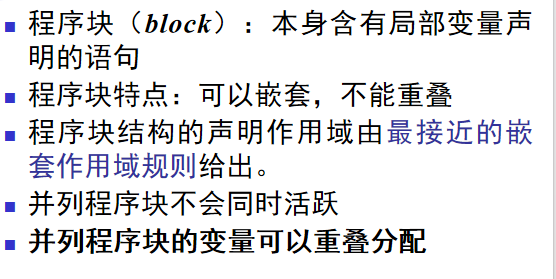 程序块（block）：本身含有局部变量声
明的语句
程序块特点：可以嵌套，不能重叠
程序块结构的声明作用域由最接近的嵌
套作用域规则给出。
并列程序块不会同时活跃
并列程序块的变量可以重叠分配